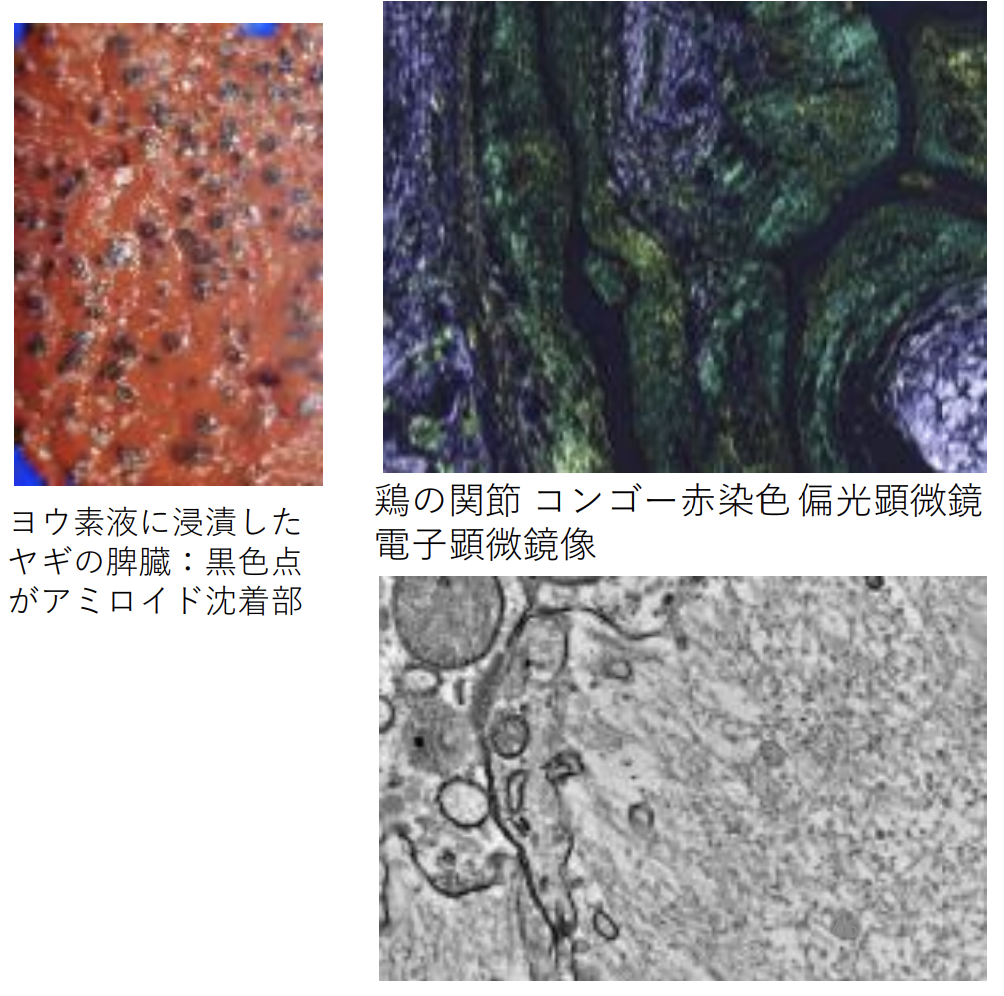 ヨウ素液に浸漬した
ヤギの脾臓：黒色点
がアミロイド沈着部
鶏の関節 コンゴー赤染色 偏光顕微鏡
電子顕微鏡像